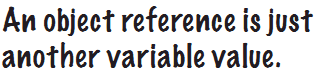 An object reference is just
another variable value.